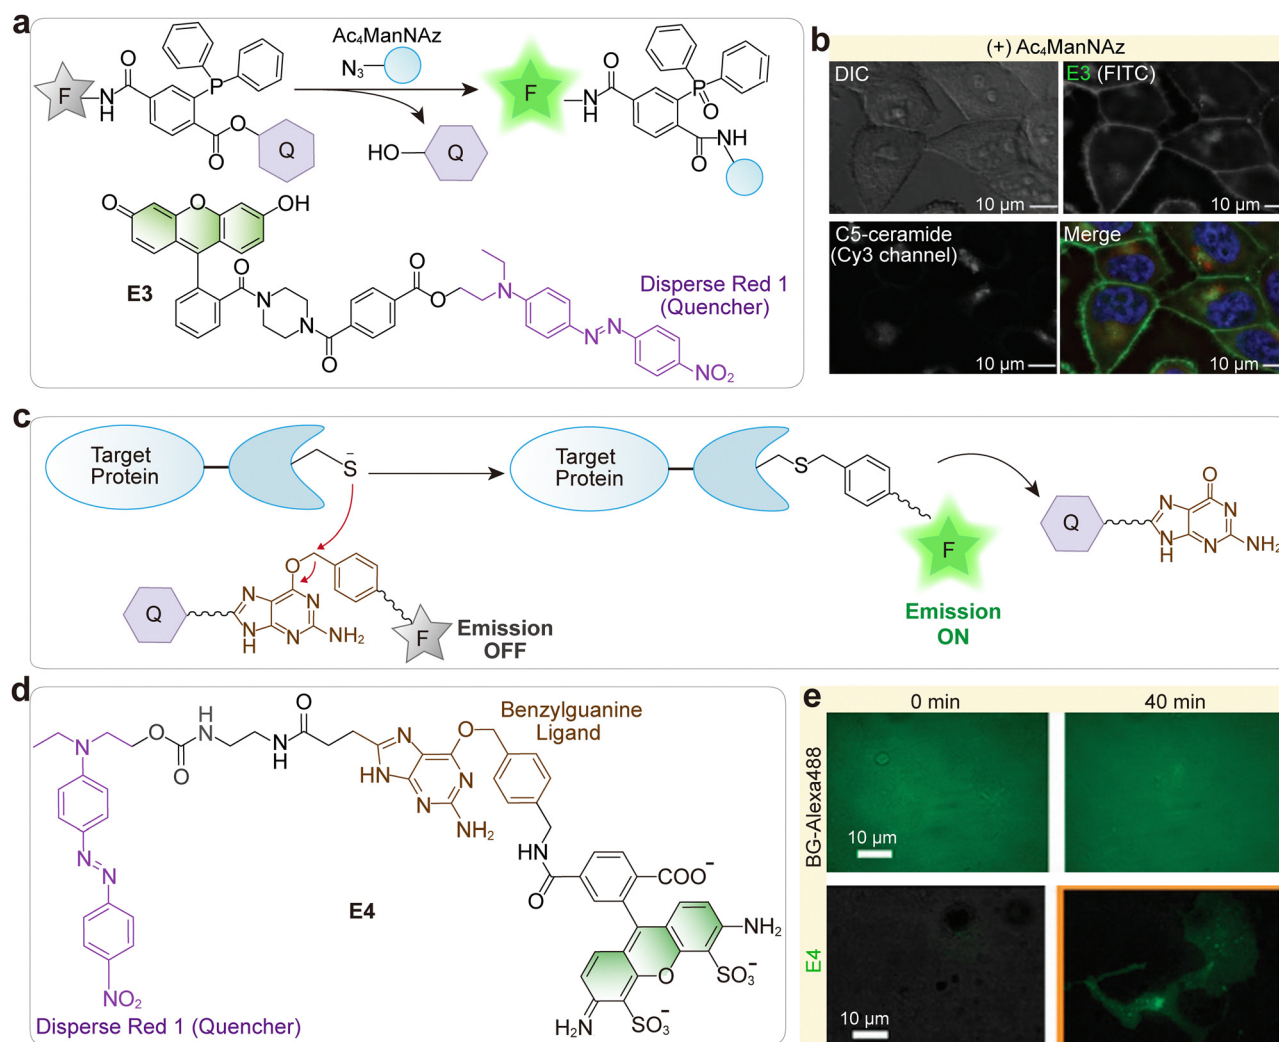 a
Ac₄ManNAz
N₃
F
NH
O
P
O
O
Q
HO
Q
F
NH
O
P
O
O
NH
O
O
OH
E3
O
N
N
O
O
O
N
N
N
NO₂
Disperse Red 1
(Quencher)
b
(+) Ac₄ManNAz
DIC
10 µm
E3 (FITC)
10 µm
C5-ceramide
(Cy3 channel)
10 µm
Merge
10 µm
c
Target
Protein
S⁻
Target
Protein
S
F
Emission
ON
Q
N
N
H
O
N
N
NH₂
Q
N
N
H
O
N
N
NH₂
F
Emission
OFF
d
N
O
O
H
N
N
H
O
N
HN
O
N
N
NH₂
Benzylguanine
Ligand
N
N
NO₂
Disperse Red 1 (Quencher)
E4
HN
O
COO⁻
NH₂
SO₃⁻
O
SO₃⁻
H₂N
e
0 min
40 min
BG-Alexa488
10 µm
E4
10 µm